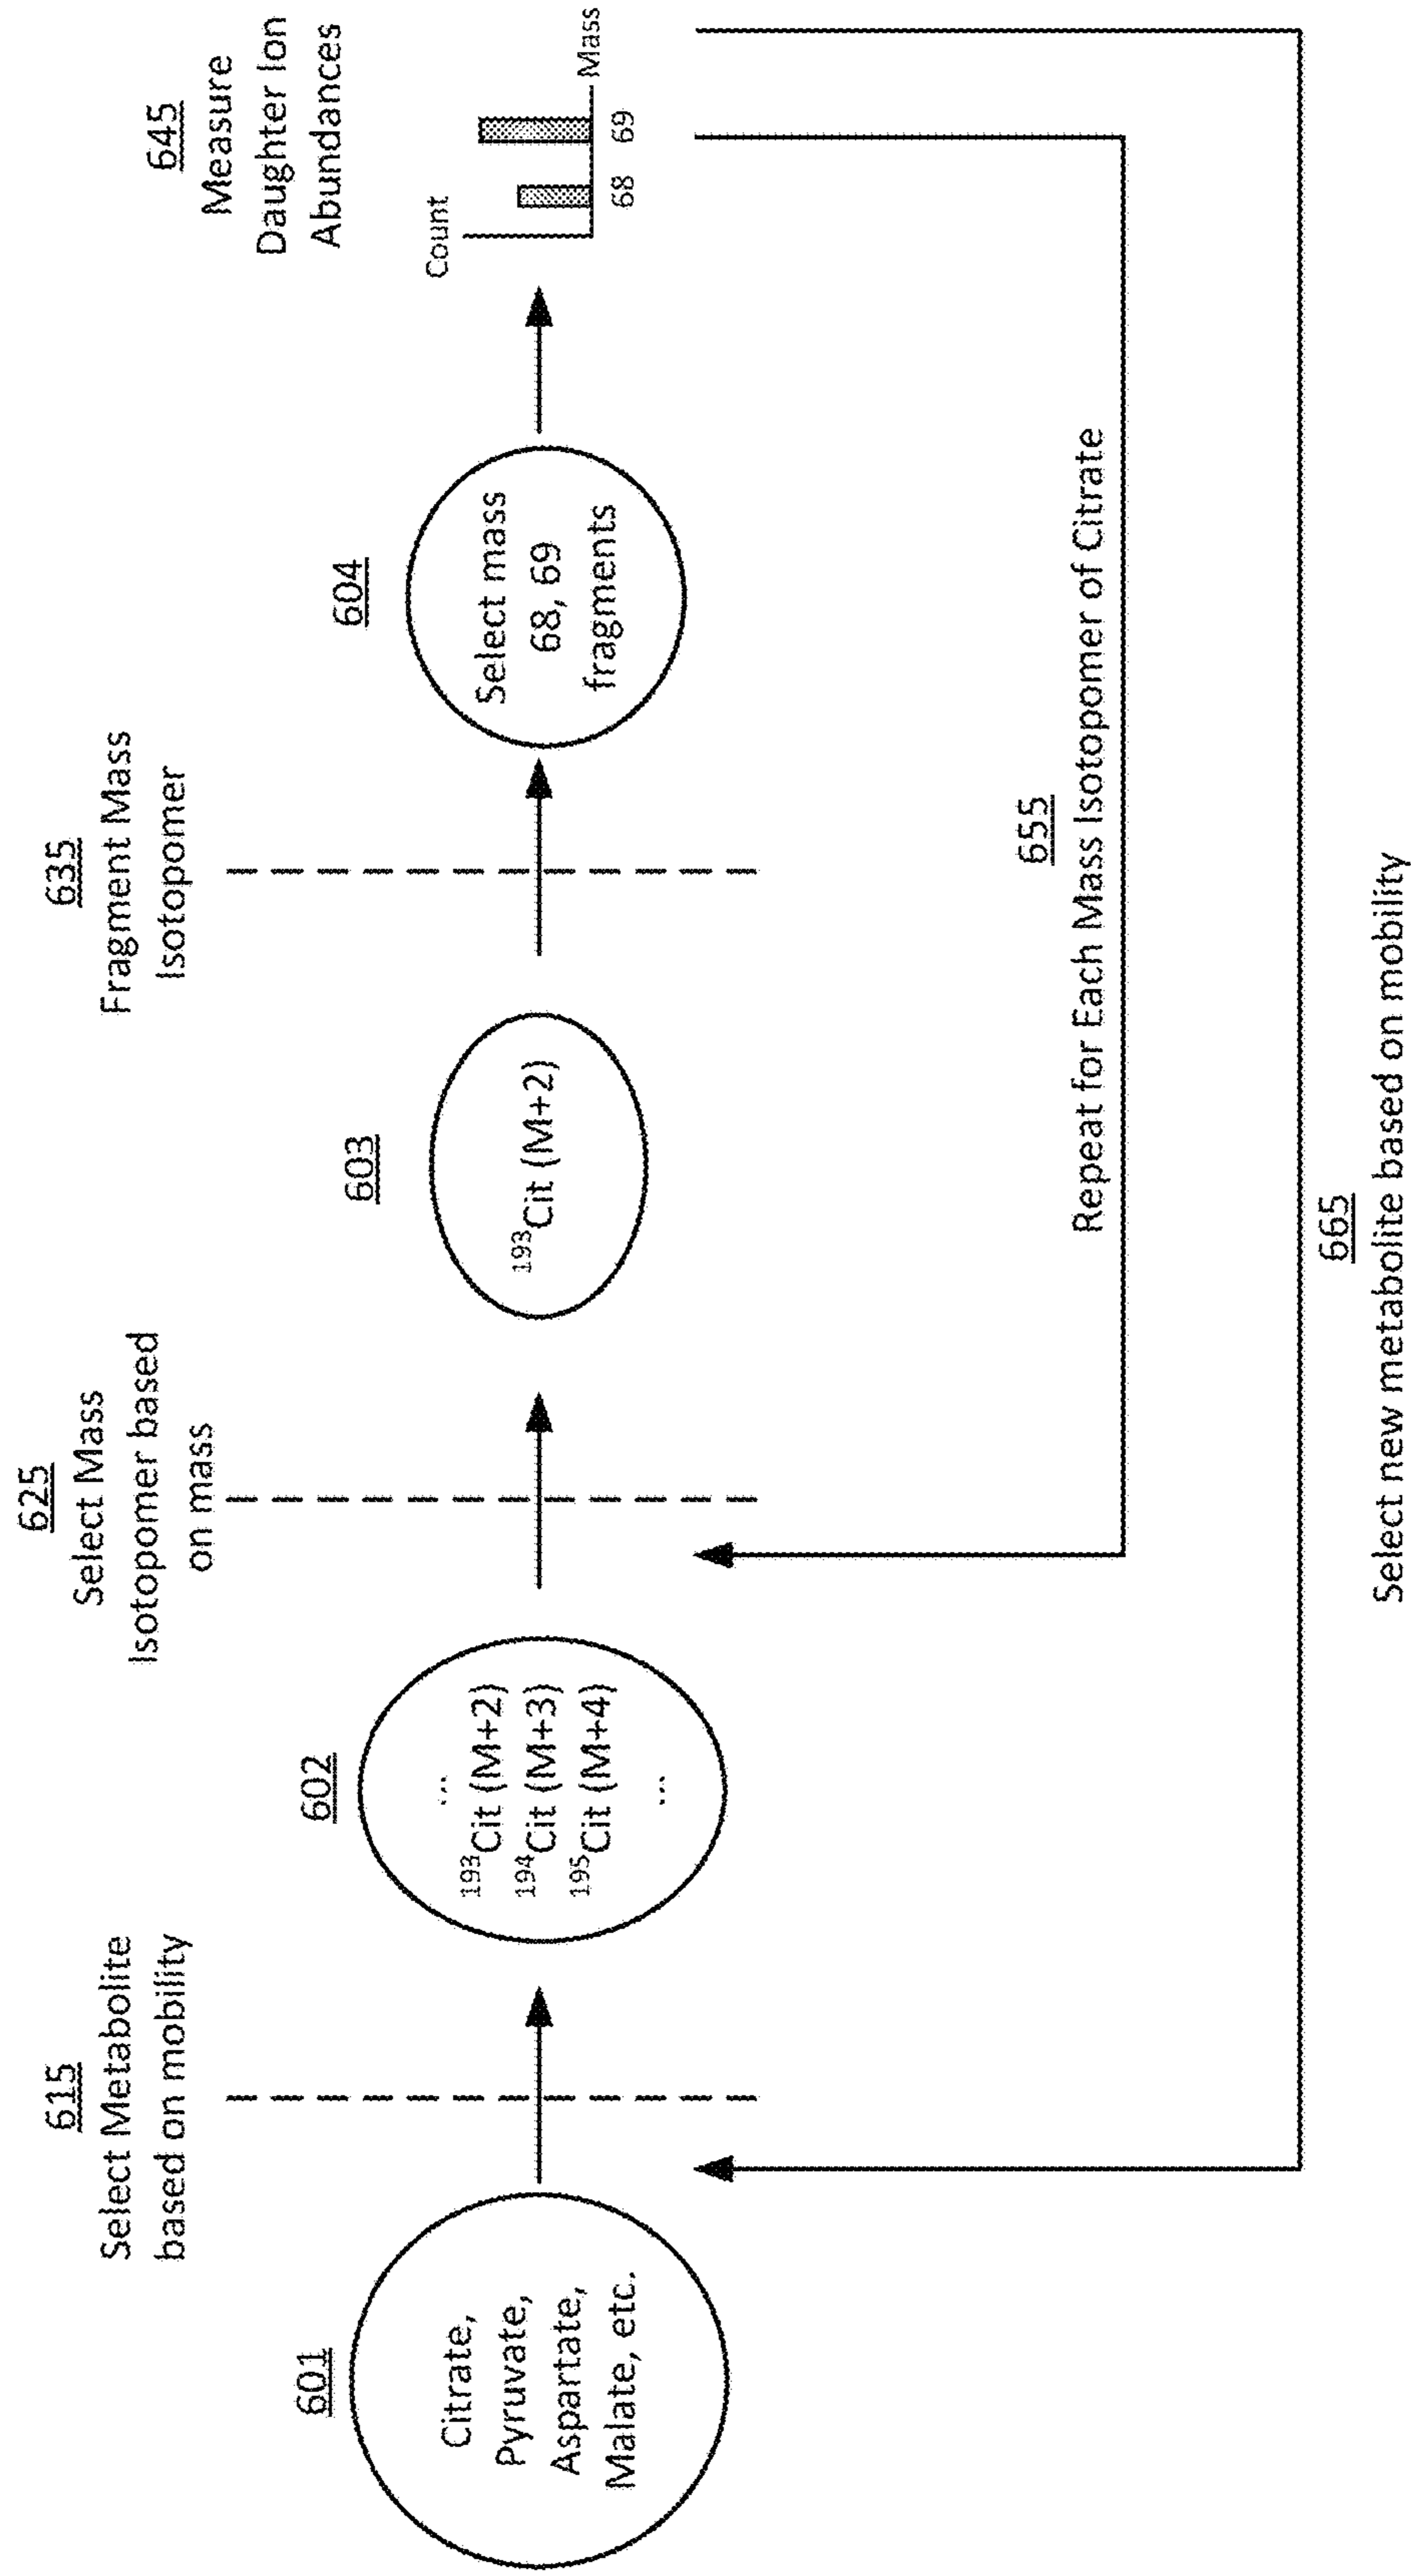 615
Select Metabolite
based on mobility
625
Select Mass
Isotopomer based
on mass
635
Fragment Mass
Isotopomer
645
Measure
Daughter Ion
Abundances
601
Citrate,
Pyruvate,
Aspartate,
Malate, etc.
602
...
193Cit (M+2)
194Cit (M+3)
195Cit (M+4)
...
603
193Cit (M+2)
604
Select mass
68, 69
fragments
Count
Mass
68 69
655
Repeat for Each Mass Isotopomer of Citrate
665
Select new metabolite based on mobility